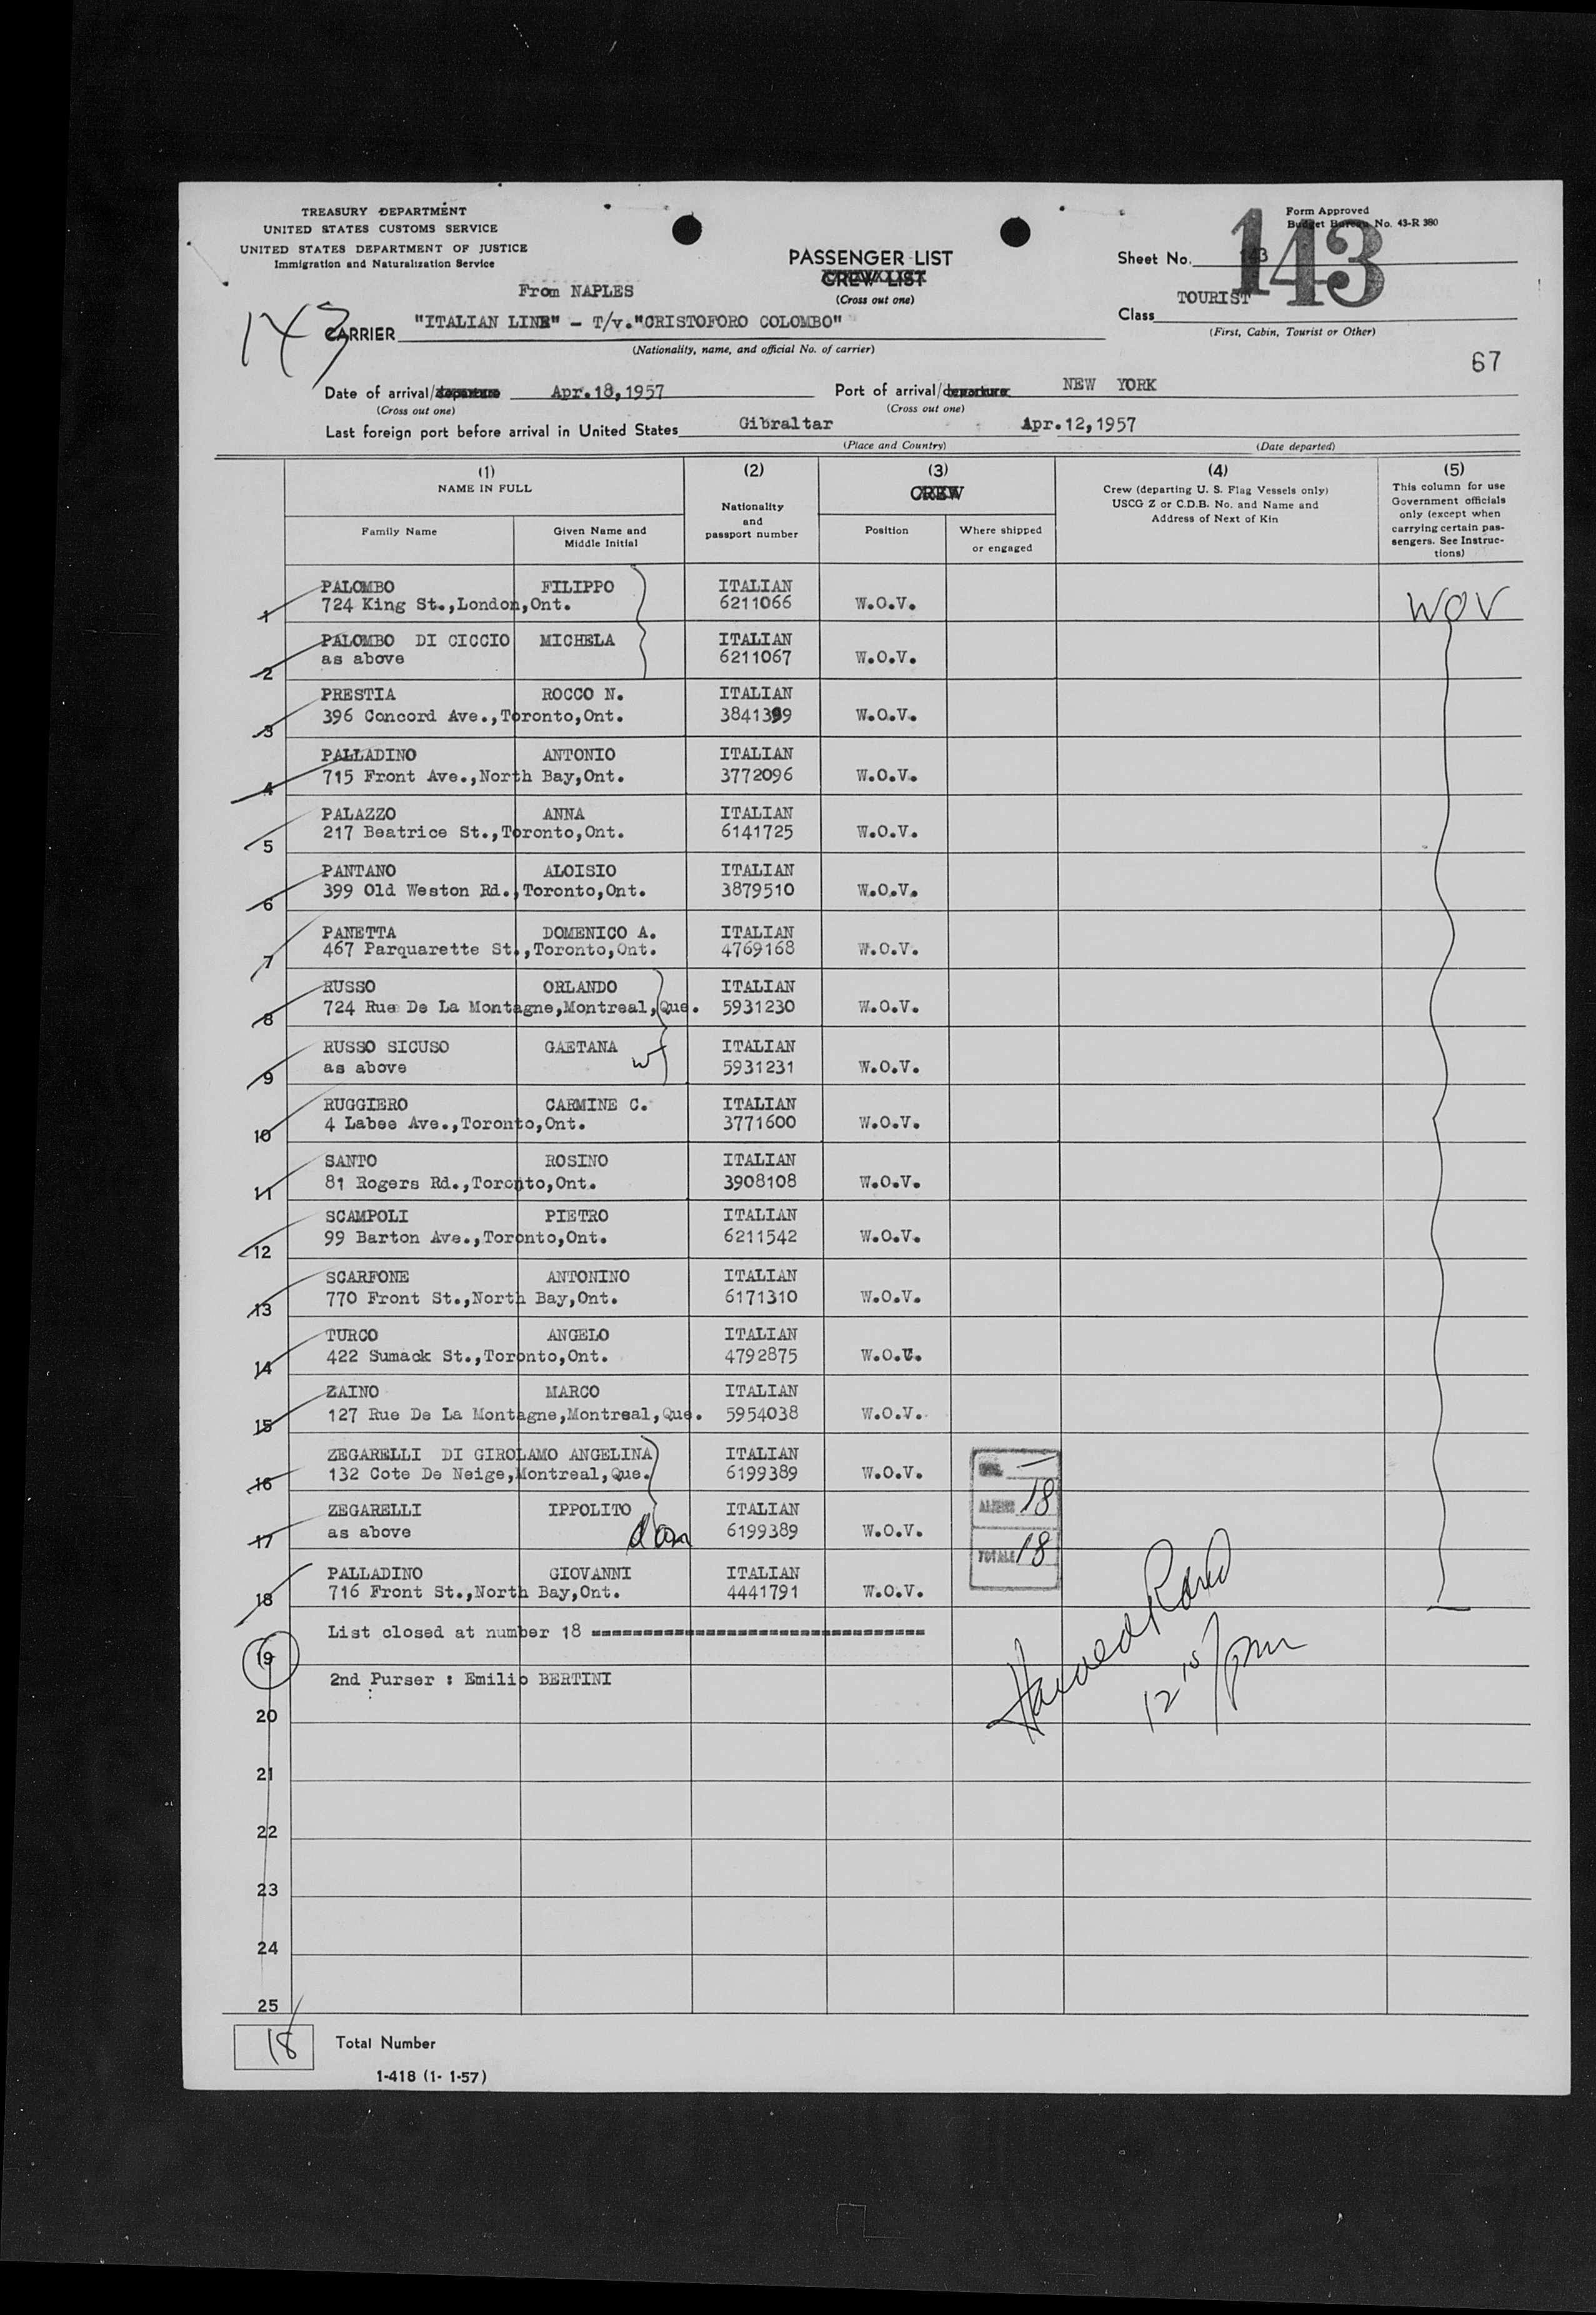 TREASURY DEPARTMENT
UNITED STATES CUSTOMS SERVICE
UNITED STATES DEPARTMENT OF JUSTICE
Immigration and Naturalization Service
PASSENGER LIST
CREW LIST
(Cross out one)
Form Approved
Budget Bureau No. 43-R 380
Sheet No. 143
143
From NAPLES
TOURIST
Class
(First, Cabin, Tourist or Other)
143
CARRIER "ITALIAN LINE" - T/v."CRISTOFORO COLOMBO"
(Nationality, name, and official No. of carrier)
67
Date of arrival/departure Apr.18,1957 Port of arrival/departure NEW YORK
(Cross out one) (Cross out one)
Last foreign port before arrival in United States Gibraltar Apr.12,1957
(Place and Country) (Date departed)
(1) NAME IN FULL
Family Name
Given Name and Middle Initial
(2)
Nationality and passport number
(3)
CREW
Position
Where shipped or engaged
(4)
Crew (departing U. S. Flag Vessels only)
USCG Z or C.D.B. No. and Name and
Address of Next of Kin
(5)
This column for use
Government officials
only (except when
carrying certain pas-
sengers. See Instruc-
tions)
PALOMBO FILIPPO ITALIAN
1 724 King St.,London,Ont. 6211066 W.O.V. WOV
PALOMBO DI CICCIO MICHELA ITALIAN
2 as above 6211067 W.O.V.
PRESTIA ROCCO N. ITALIAN
3 396 Concord Ave.,Toronto,Ont. 3841399 W.O.V.
PALLADINO ANTONIO ITALIAN
4 715 Front Ave.,North Bay,Ont. 3772096 W.O.V.
PALAZZO ANNA ITALIAN
5 217 Beatrice St.,Toronto,Ont. 6141725 W.O.V.
PANTANO ALOISIO ITALIAN
6 399 Old Weston Rd.,Toronto,Ont. 3879510 W.O.V.
PANETTA DOMENICO A. ITALIAN
7 467 Parquarette St.,Toronto,Ont. 4769168 W.O.V.
RUSSO ORLANDO ITALIAN
8 724 Rue De La Montagne,Montreal,Que. 5931230 W.O.V.
RUSSO SICUSO GAETANA ITALIAN
9 as above w 5931231 W.O.V.
RUGGIERO CARMINE C. ITALIAN
10 4 Labee Ave.,Toronto,Ont. 3771600 W.O.V.
SANTO ROSINO ITALIAN
11 81 Rogers Rd.,Toronto,Ont. 3908108 W.O.V.
SCAMPOLI PIETRO ITALIAN
12 99 Barton Ave.,Toronto,Ont. 6211542 W.O.V.
SCARFONE ANTONINO ITALIAN
13 770 Front St.,North Bay,Ont. 6171310 W.O.V.
TURCO ANGELO ITALIAN
14 422 Sumack St.,Toronto,Ont. 4792875 W.O.V.
ZAINO MARCO ITALIAN
15 127 Rue De La Montagne,Montreal,Que. 5954038 W.O.V.
ZEGARELLI DI GIROLAMO ANGELINA ITALIAN
16 132 Cote De Neige,Montreal,Que. 6199389 W.O.V.
ZEGARELLI IPPOLITO ITALIAN ALIENS 18
17 as above 6199389 W.O.V.
TOTALE 18
PALLADINO GIOVANNI ITALIAN
18 716 Front St.,North Bay,Ont. 4441791 W.O.V.
List closed at number 18
19
2nd Purser : Emilio BERTINI
12 15 pm
20
21
22
23
24
25
18 Total Number
1-418 (1- 1-57)